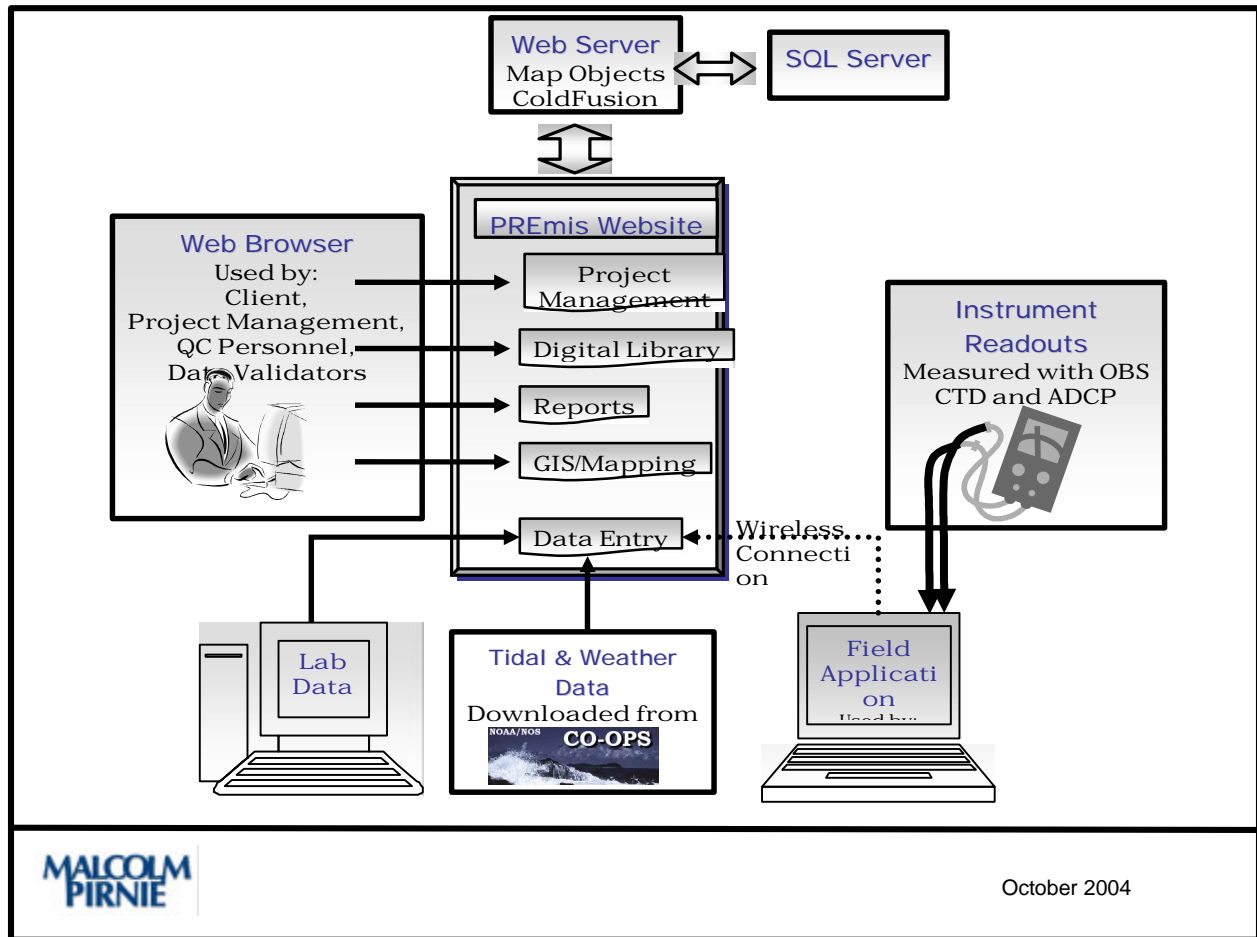 Web Server
Map Objects
ColdFusion
SQL Server
PREmis Website
Project
Management
Digital Library
Reports
GIS/Mapping
Data Entry
Web Browser
Used by:
Client,
Project Management,
QC Personnel,
Data Validators
Instrument
Readouts
Measured with OBS
CTD and ADCP
Wireless
Connecti
on
Lab
Data
Tidal & Weather
Data
Downloaded from
NOAA/NOS
CO-OPS
Field
Applicati
on
Used by:
MALCOLM
PIRNIE
October 2004